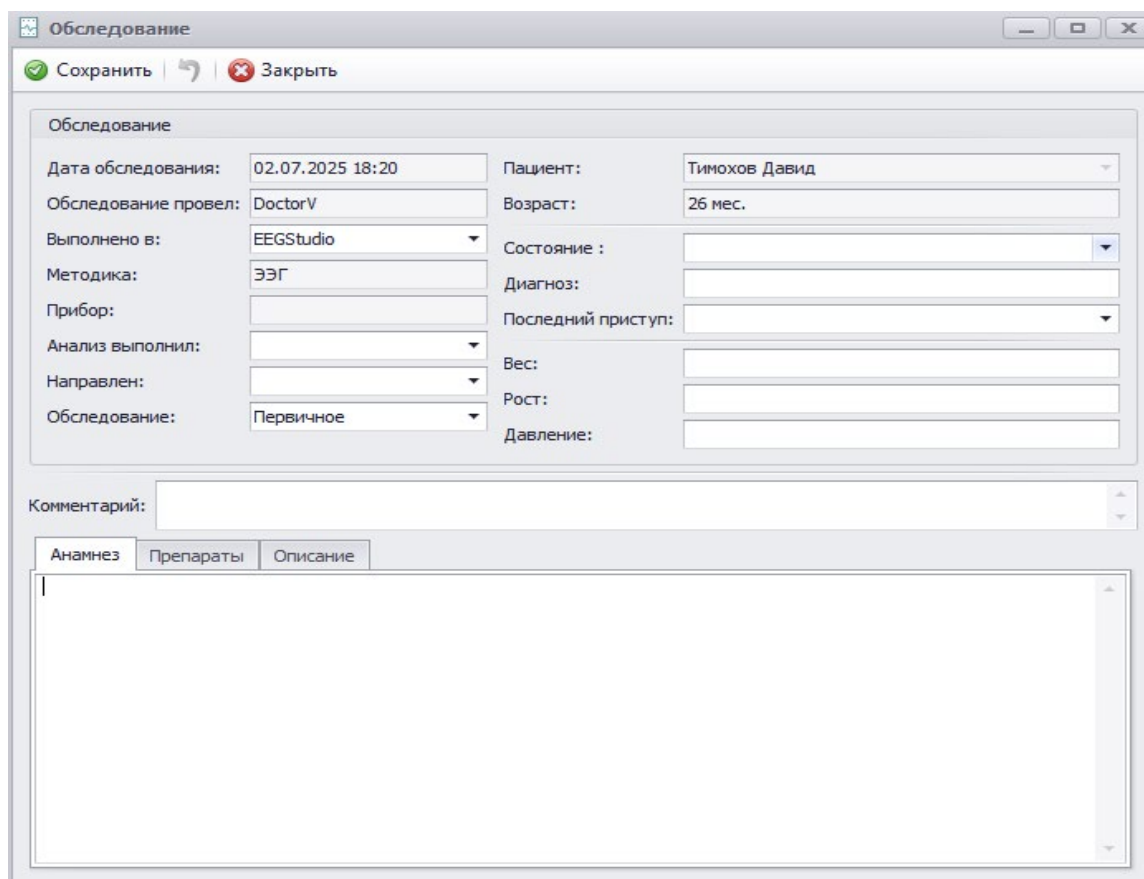 Обследование
Сохранить Закрыть
Обследование
Дата обследования: 02.07.2025 18:20
Обследование провел: DoctorV
Выполнено в: EEGStudio
Методика: ЭЭГ
Прибор:
Анализ выполнил:
Направлен:
Обследование: Первичное
Пациент: Тимохов Давид
Возраст: 26 мес.
Состояние :
Диагноз:
Последний приступ:
Вес:
Рост:
Давление:
Комментарий:
Анамнез Препараты Описание